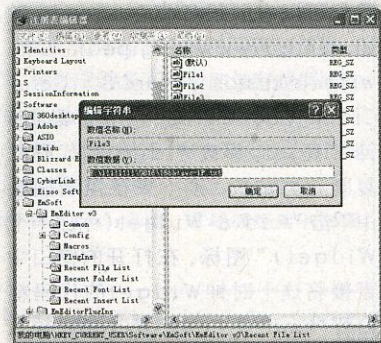 注册表编辑器
Identities
名称
类型
Keyboard Layout
(默认)
REG_SZ
Printers
File1
REG_SZ
S
File2
REG_SZ
SessionInformation
REG_SZ
Software
360desktop
Adobe
ASIO
Baidu
Blizzard E
Classes
CyberLink
Eisoo Soft
EmSoft
EmEditor v3
Common
Config
Macros
PlugIns
Recent File List
Recent Folder List
Recent Font List
Recent Insert List
EmEditorPlugIns
编辑字符串
数值名称(N):
File3
数值数据(V):
确定
取消
我的电脑\HKEY_CURRENT_USER\Software\EmSoft\EmEditor v3\Recent File List